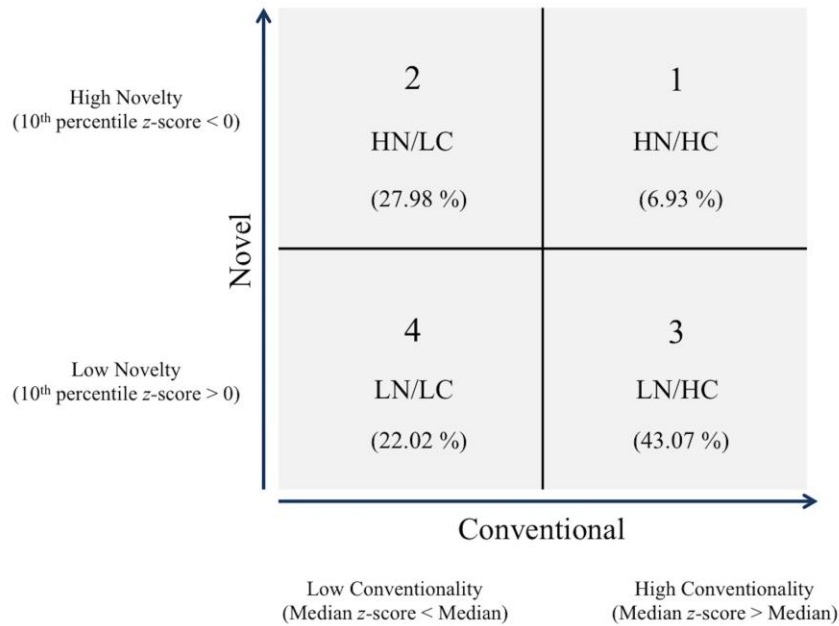 High Novelty
(10th percentile z-score < 0)
2
HN/LC
(27.98 %)
1
HN/HC
(6.93 %)
Novel
Low Novelty
(10th percentile z-score > 0)
4
LN/LC
(22.02 %)
3
LN/HC
(43.07 %)
Conventional
Low Conventionality
(Median z-score < Median)
High Conventionality
(Median z-score > Median)